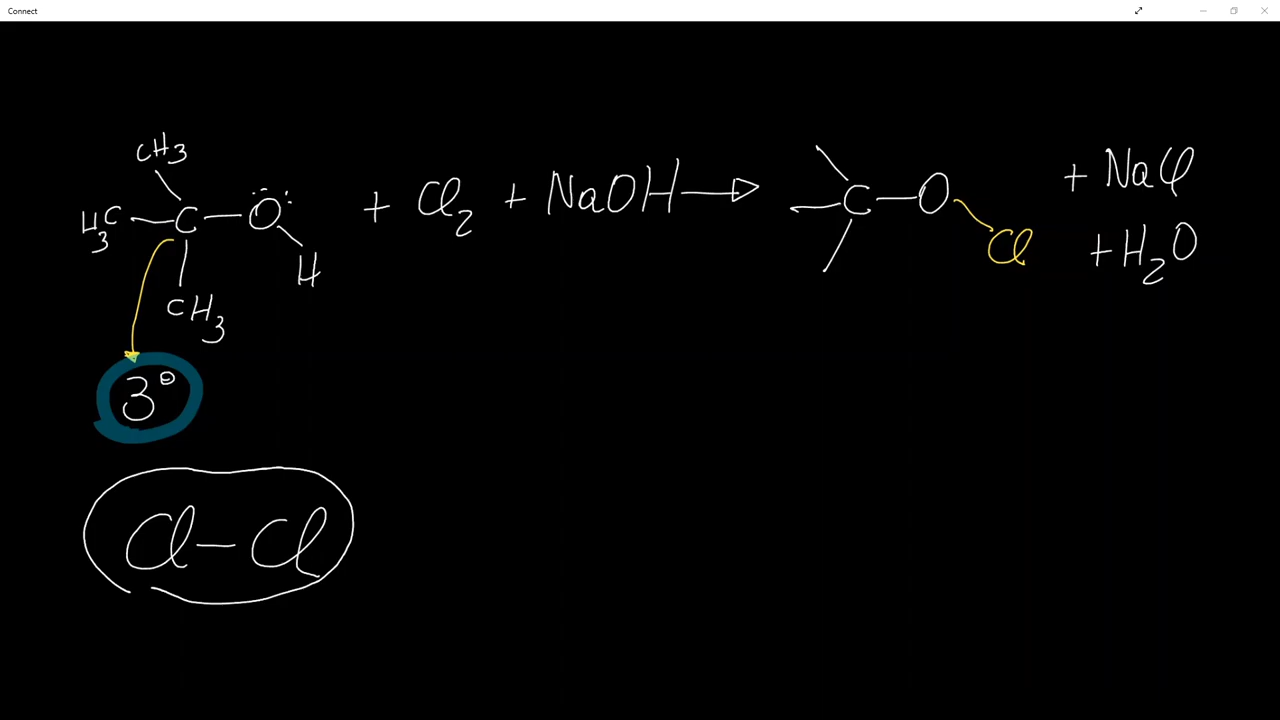 Connect
CH3
H3C — C — Ö: + Cl2 + NaOH → C — O + NaCl
H Cl + H2O
CH3
3°
Cl — Cl